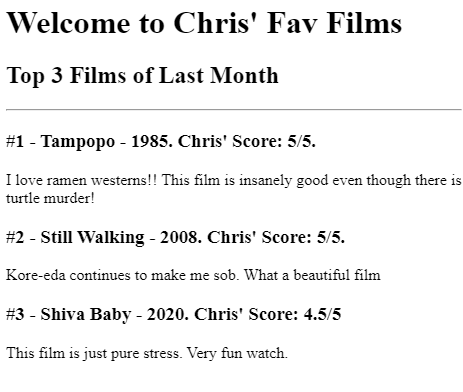 Welcome to Chris' Fav Films
Top 3 Films of Last Month
#1 - Tampopo - 1985. Chris' Score: 5/5.
I love ramen westerns!! This film is insanely good even though there is
turtle murder!
#2 - Still Walking - 2008. Chris' Score: 5/5.
Kore-eda continues to make me sob. What a beautiful film
#3 - Shiva Baby - 2020. Chris' Score: 4.5/5
This film is just pure stress. Very fun watch.